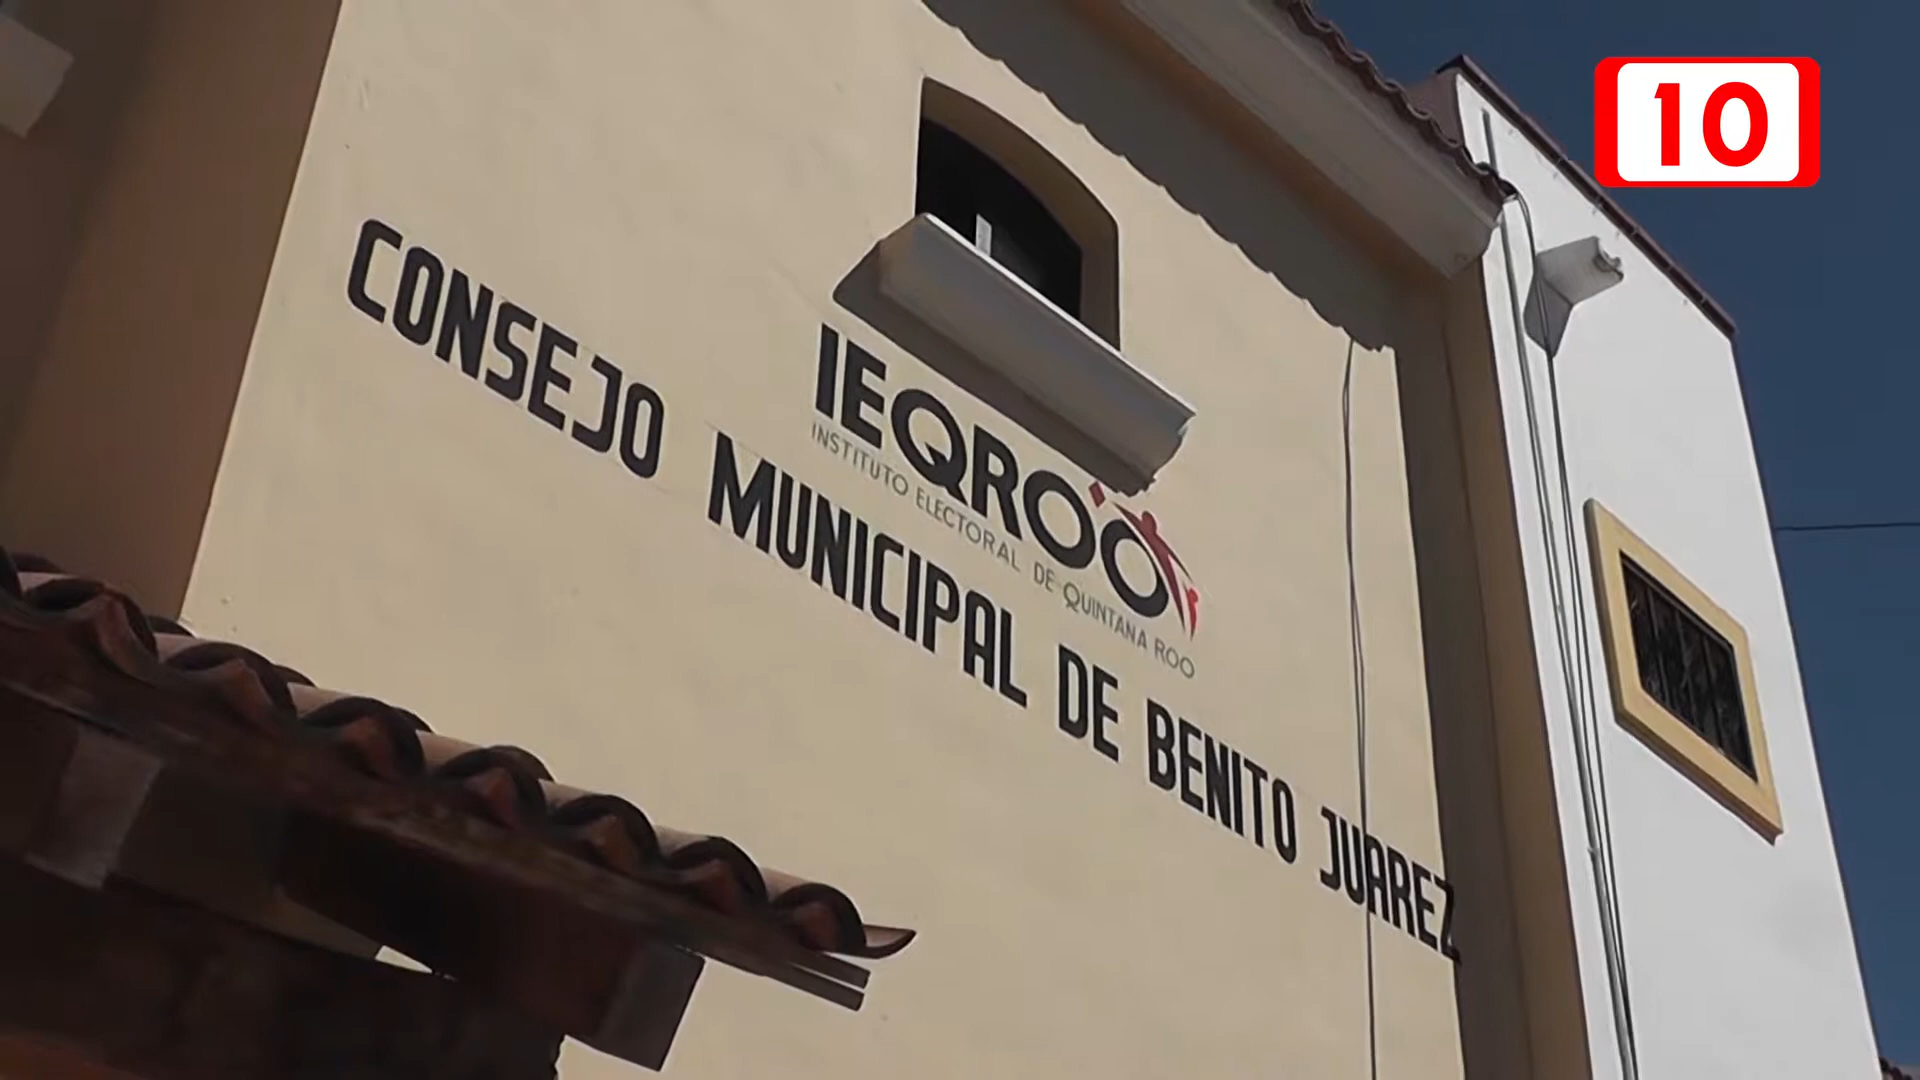 10
IEQROO
INSTITUTO ELECTORAL DE QUINTANA ROO
CONSEJO MUNICIPAL DE BENITO JUAREZ